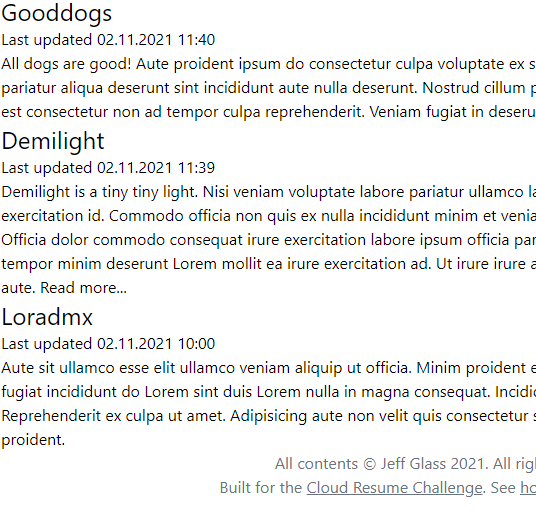 Gooddogs
Last updated 02.11.2021 11:40
All dogs are good! Aute proident ipsum do consectetur culpa voluptate ex
pariatur aliqua deserunt sint incididunt aute nulla deserunt. Nostrud cillum
est consectetur non ad tempor culpa reprehenderit. Veniam fugiat in
Demilight
Last updated 02.11.2021 11:39
Demilight is a tiny tiny light. Nisi veniam voluptate labore pariatur ullamco
exercitation id. Commodo officia non quis ex nulla incididunt minim et
Officia dolor commodo consequat irure exercitation labore ipsum officia
tempor minim deserunt Lorem mollit ea irure exercitation ad. Ut irure irure
aute. Read more...
Loradmx
Last updated 02.11.2021 10:00
Aute sit ullamco esse elit ullamco veniam aliquip ut officia. Minim proident
fugiat incididunt do Lorem sint duis Lorem nulla in magna consequat.
Reprehenderit ex culpa ut amet. Adipisicing aute non velit quis consectetur
proident.
All contents © Jeff Glass 2021. All
Built for the Cloud Resume Challenge. See